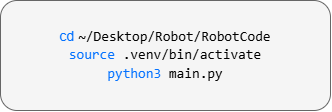 cd ~/Desktop/Robot/RobotCode
source .venv/bin/activate
python3 main.py